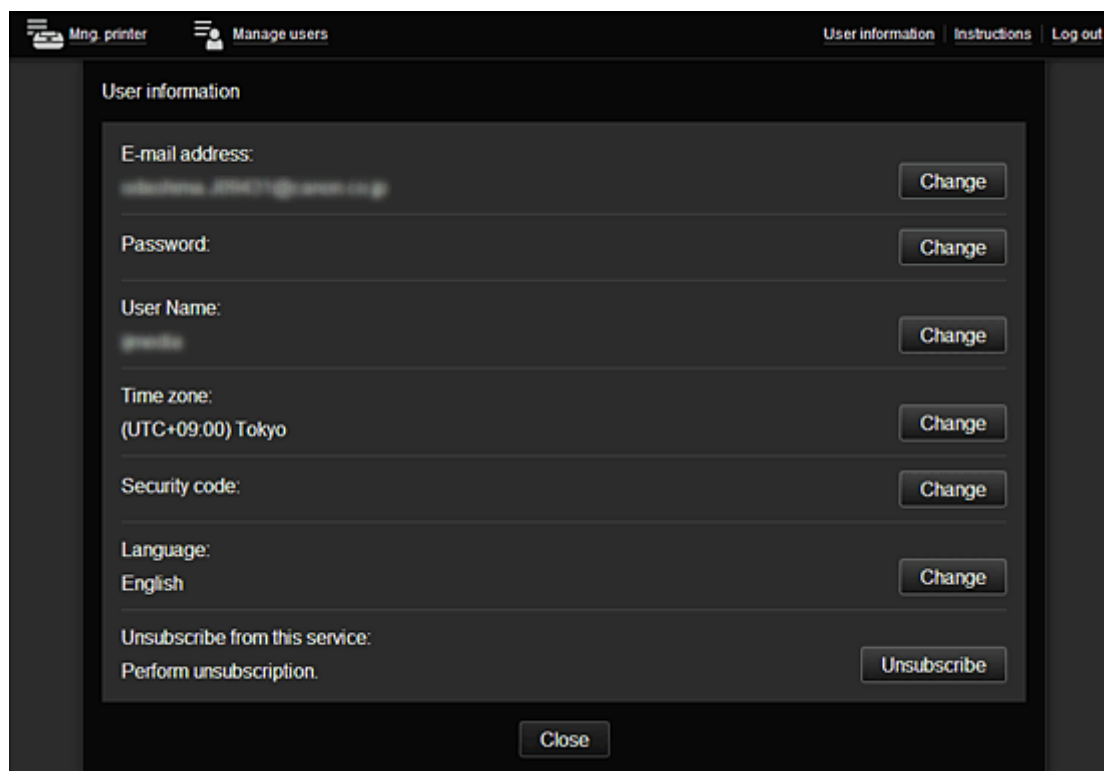 Mng. printer Manage users User information Instructions Log out
User information
E-mail address:
Change
Password:
Change
User Name:
Change
Time zone:
(UTC+09:00) Tokyo
Change
Security code:
Change
Language:
English
Change
Unsubscribe from this service:
Perform unsubscription.
Unsubscribe
Close